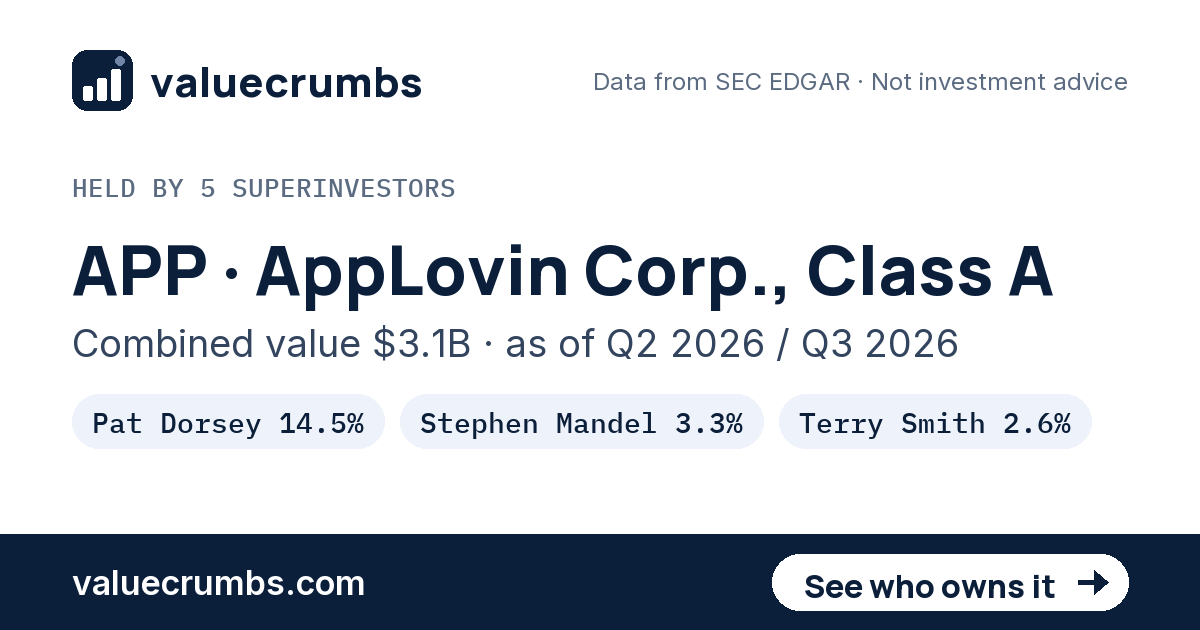 valuecrumbs
Data from SEC EDGAR · Not investment advice
HELD BY 5 SUPERINVESTORS
APP · AppLovin Corp., Class A
Combined value $3.1B · as of Q2 2026 / Q3 2026
Pat Dorsey 14.5%
Stephen Mandel 3.3%
Terry Smith 2.6%
valuecrumbs.com
See who owns it →